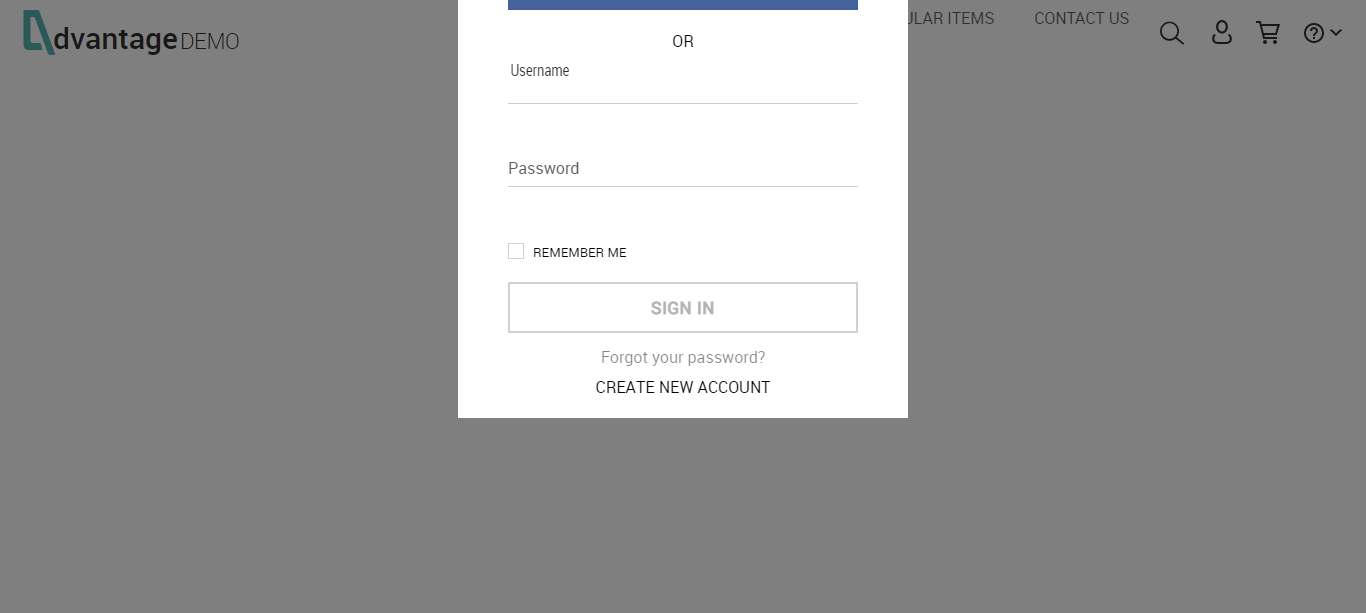 dvantage DEMO
ULAR ITEMS
CONTACT US
OR
Username
Password
REMEMBER ME
SIGN IN
Forgot your password?
CREATE NEW ACCOUNT